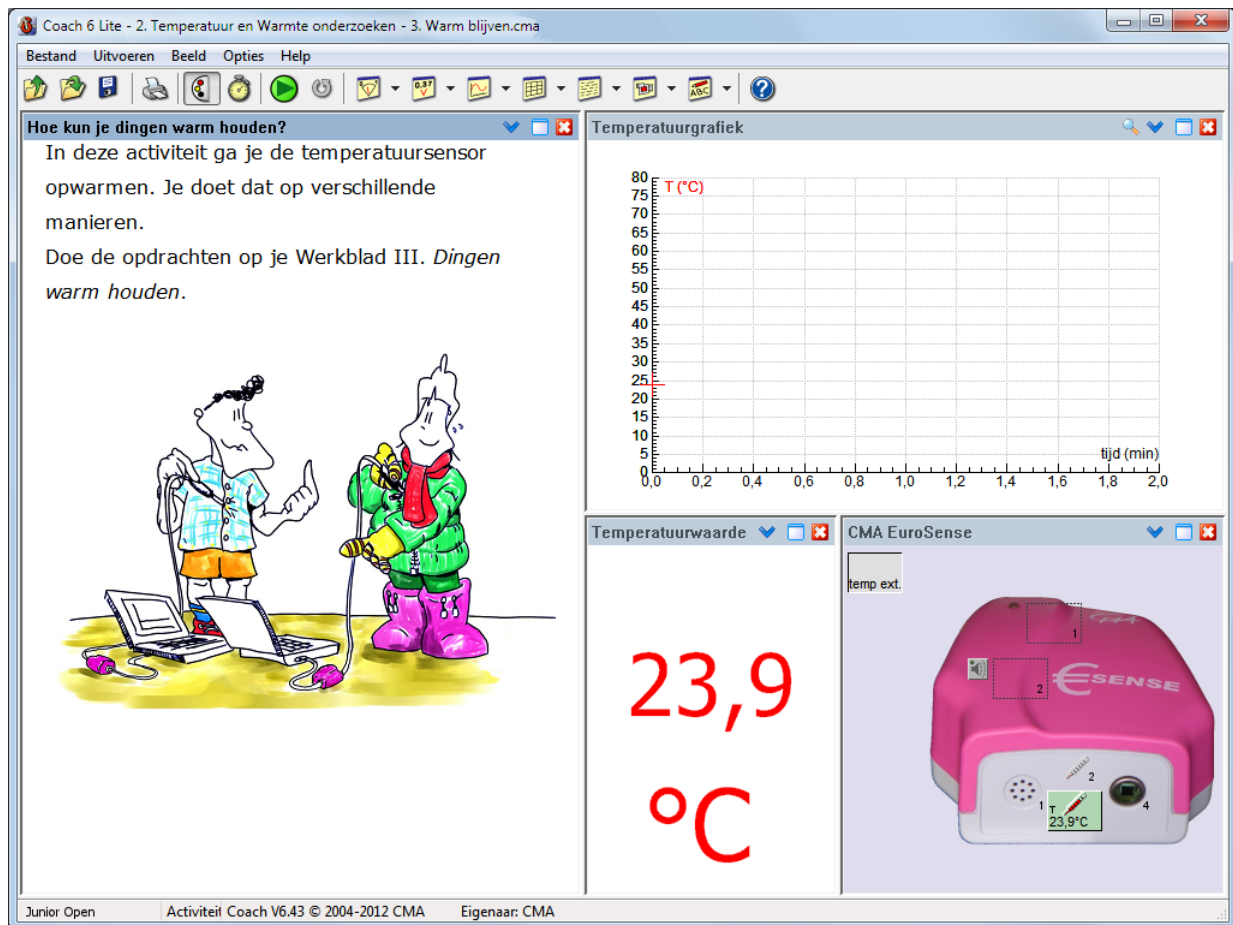 Coach 6 Lite - 2. Temperatuur en Warmte onderzoeken - 3. Warm blijven.cma
Bestand Uitvoeren Beeld Opties Help
0.37
ABC
Hoe kun je dingen warm houden?
In deze activiteit ga je de temperatuursensor
opwarmen. Je doet dat op verschillende
manieren.
Doe de opdrachten op je Werkblad III. Dingen
warm houden.
Temperatuurgrafiek
80
T (°C)
75
70
65
60
55
50
45
40
35
30
25
20
15
10
5
0
tijd (min)
0,0 0,2 0,4 0,6 0,8 1,0 1,2 1,4 1,6 1,8 2,0
Temperatuurwaarde
23,9
°C
CMA EuroSense
temp ext.
1
CMA
2
€SENSE
2
1
T
23,9°C
4
Junior Open Activiteit Coach V6.43 © 2004-2012 CMA Eigenaar: CMA